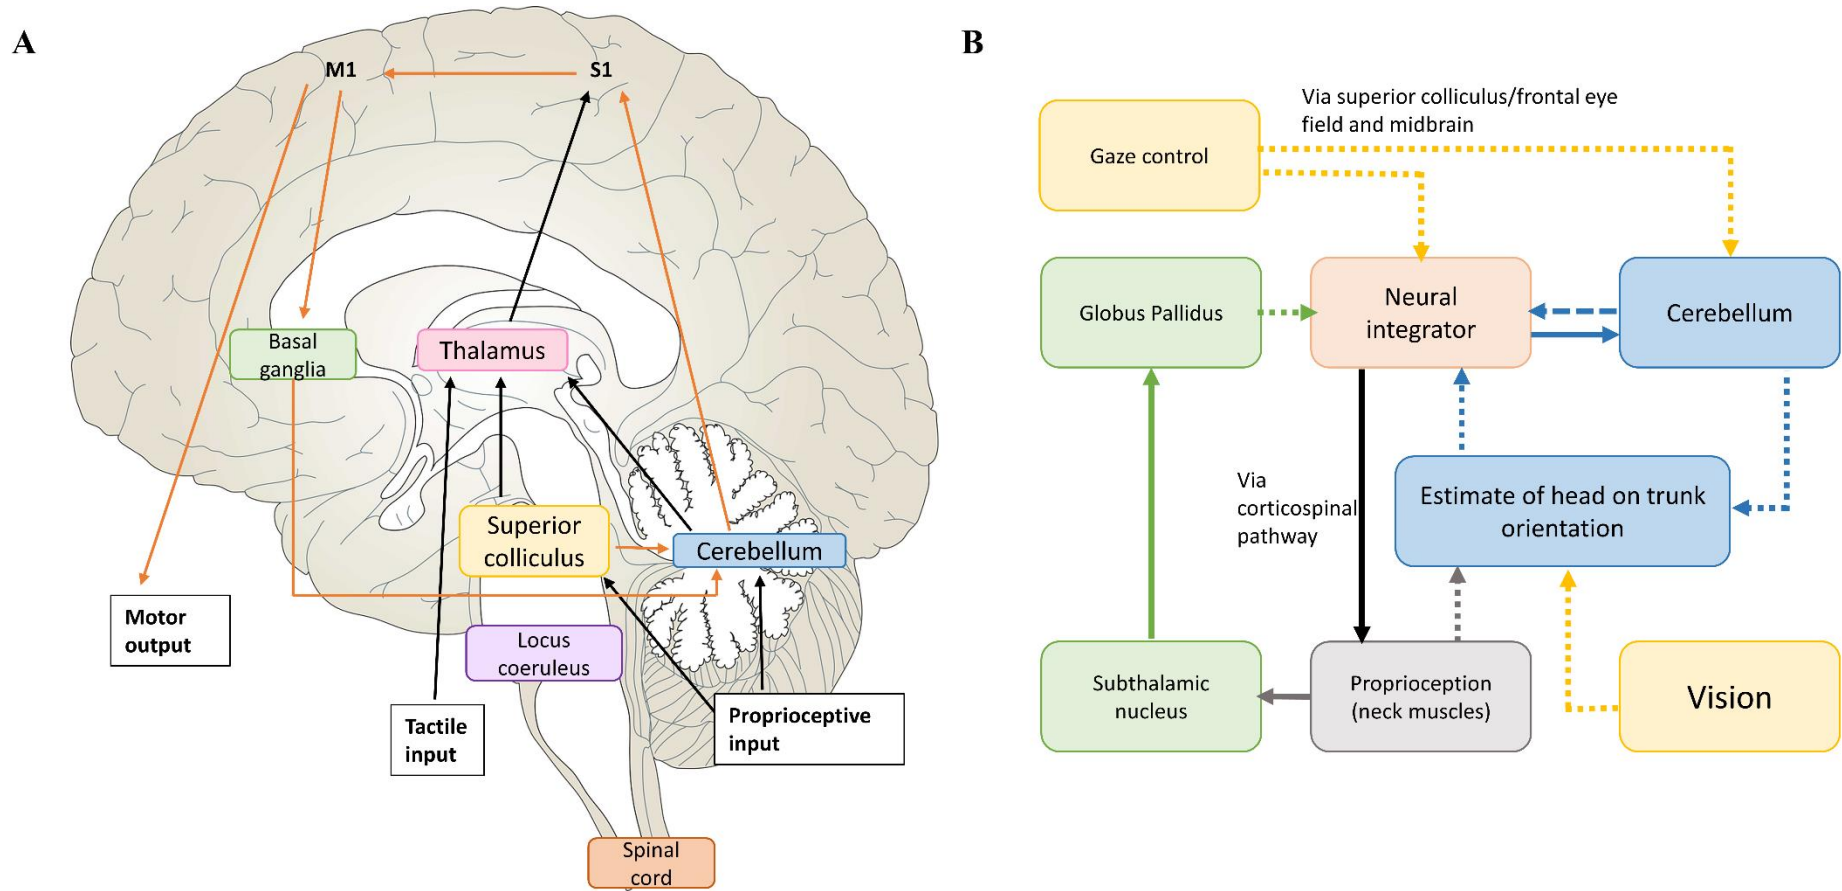 A
M1
S1
Basal
ganglia
Thalamus
Superior
colliculus
Cerebellum
Motor
output
Locus
coeruleus
Tactile
input
Proprioceptive
input
Spinal
cord
B
Via superior colliculus/frontal eye
field and midbrain
Gaze control
Globus Pallidus
Neural
integrator
Cerebellum
Via
corticospinal
pathway
Estimate of head on trunk
orientation
Subthalamic
nucleus
Proprioception
(neck muscles)
Vision